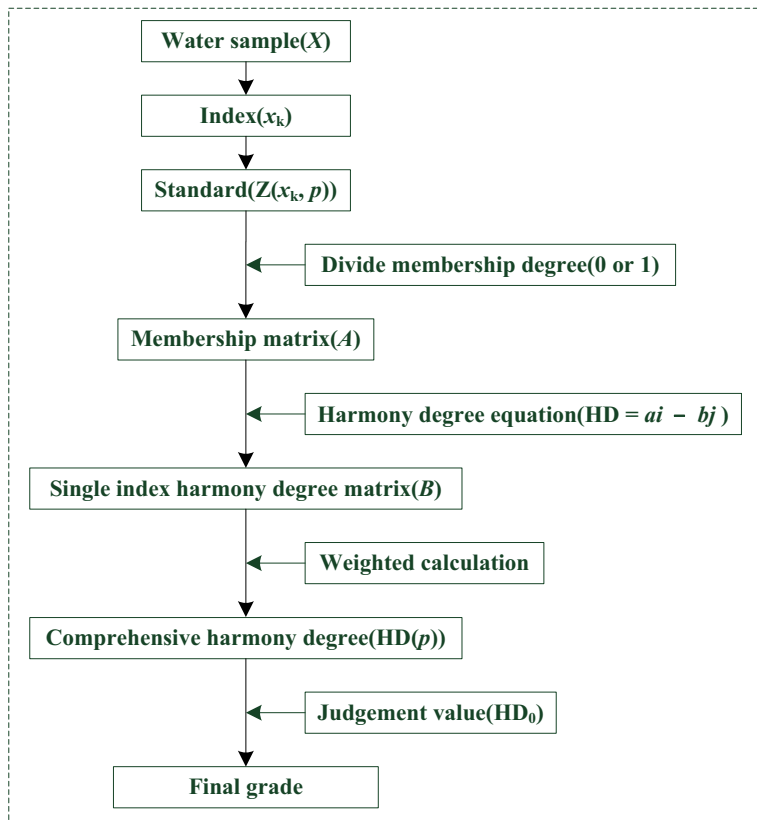 Water sample(X)
Index(xk)
Standard(Z(xk, p))
Divide membership degree(0 or 1)
Membership matrix(A)
Harmony degree equation(HD = ai − bj )
Single index harmony degree matrix(B)
Weighted calculation
Comprehensive harmony degree(HD(p))
Judgement value(HD0)
Final grade